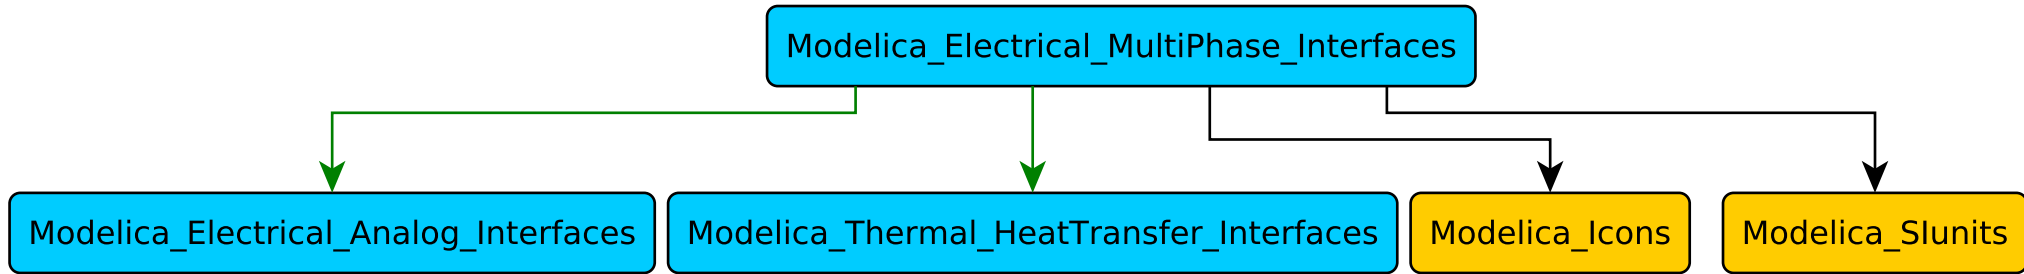 Modelica_Electrical_MultiPhase_Interfaces
Modelica_Electrical_Analog_Interfaces
Modelica_Thermal_HeatTransfer_Interfaces
Modelica_Icons
Modelica_SIunits